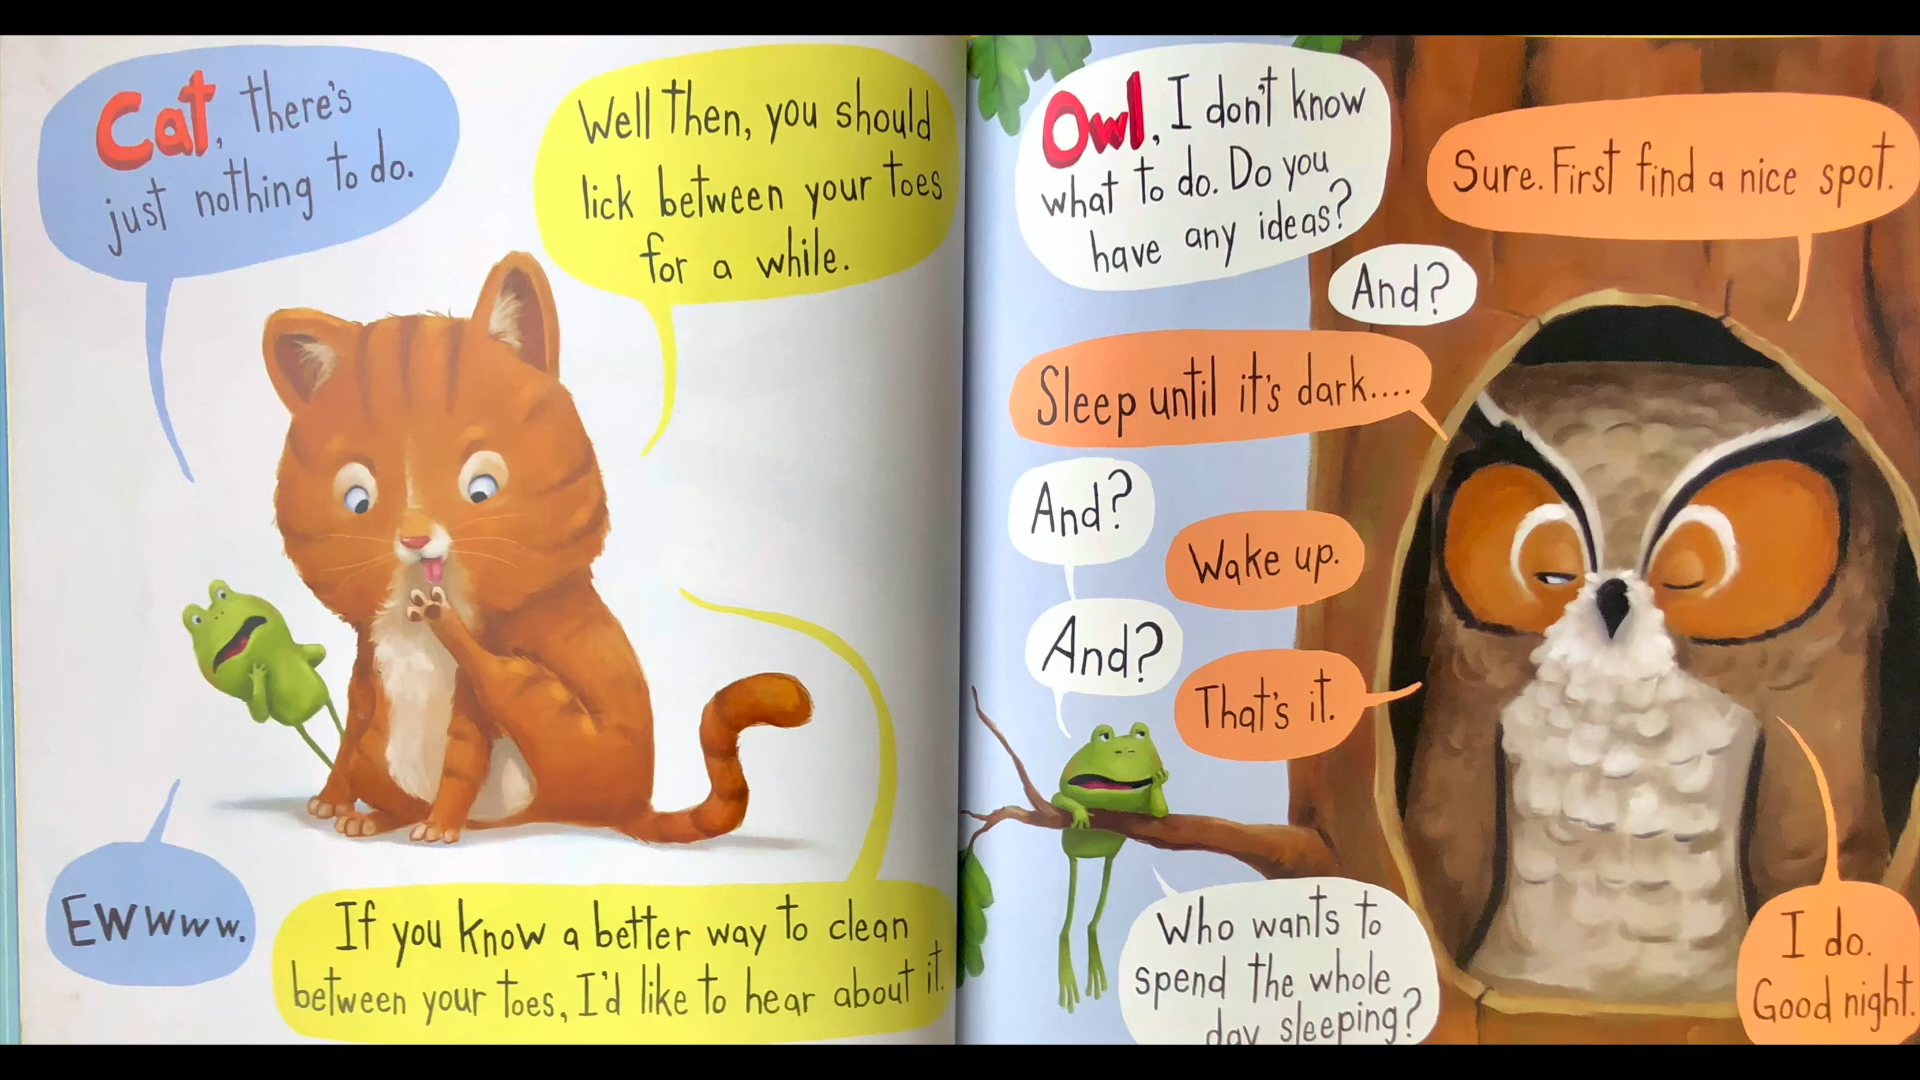 Cat, there's
just nothing to do.
Well then, you should
lick between your toes
for a while.
Ewwww.
If you know a better way to clean
between your toes, I'd like to hear about it.
Owl, I don't know
what to do. Do you
have any ideas?
Sure. First find a nice spot.
And?
Sleep until it's dark....
And?
Wake up.
And?
That's it.
Who wants to
spend the whole
day sleeping?
I do.
Good night.